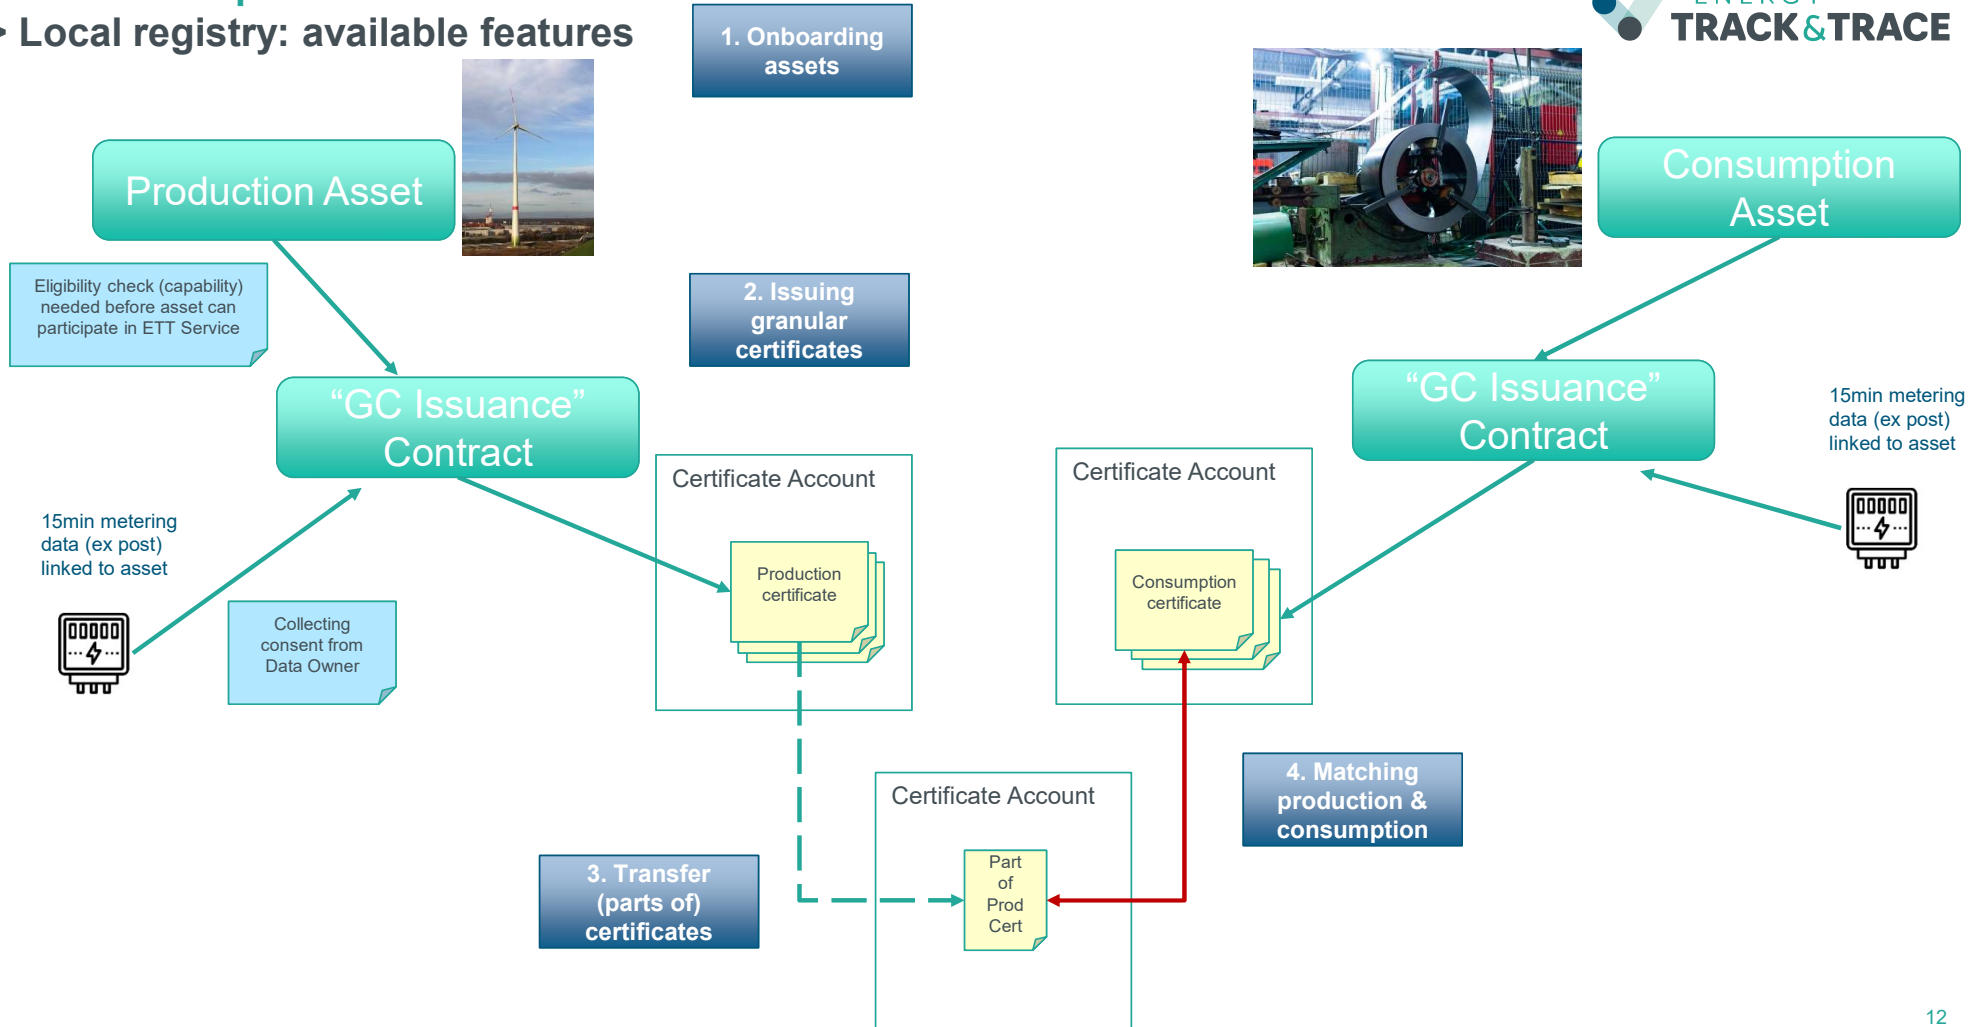 > Local registry: available features
1. Onboarding
assets
ENERGY
TRACK&TRACE
Production Asset
Consumption
Asset
Eligibility check (capability)
needed before asset can
participate in ETT Service
2. Issuing
granular
certificates
“GC Issuance”
Contract
“GC Issuance”
Contract
15min metering
data (ex post)
linked to asset
Certificate Account
Certificate Account
15min metering
data (ex post)
linked to asset
Production
certificate
Consumption
certificate
Collecting
consent from
Data Owner
00000
00000
4. Matching
production &
consumption
Certificate Account
3. Transfer
(parts of)
certificates
Part
of
Prod
Cert
12